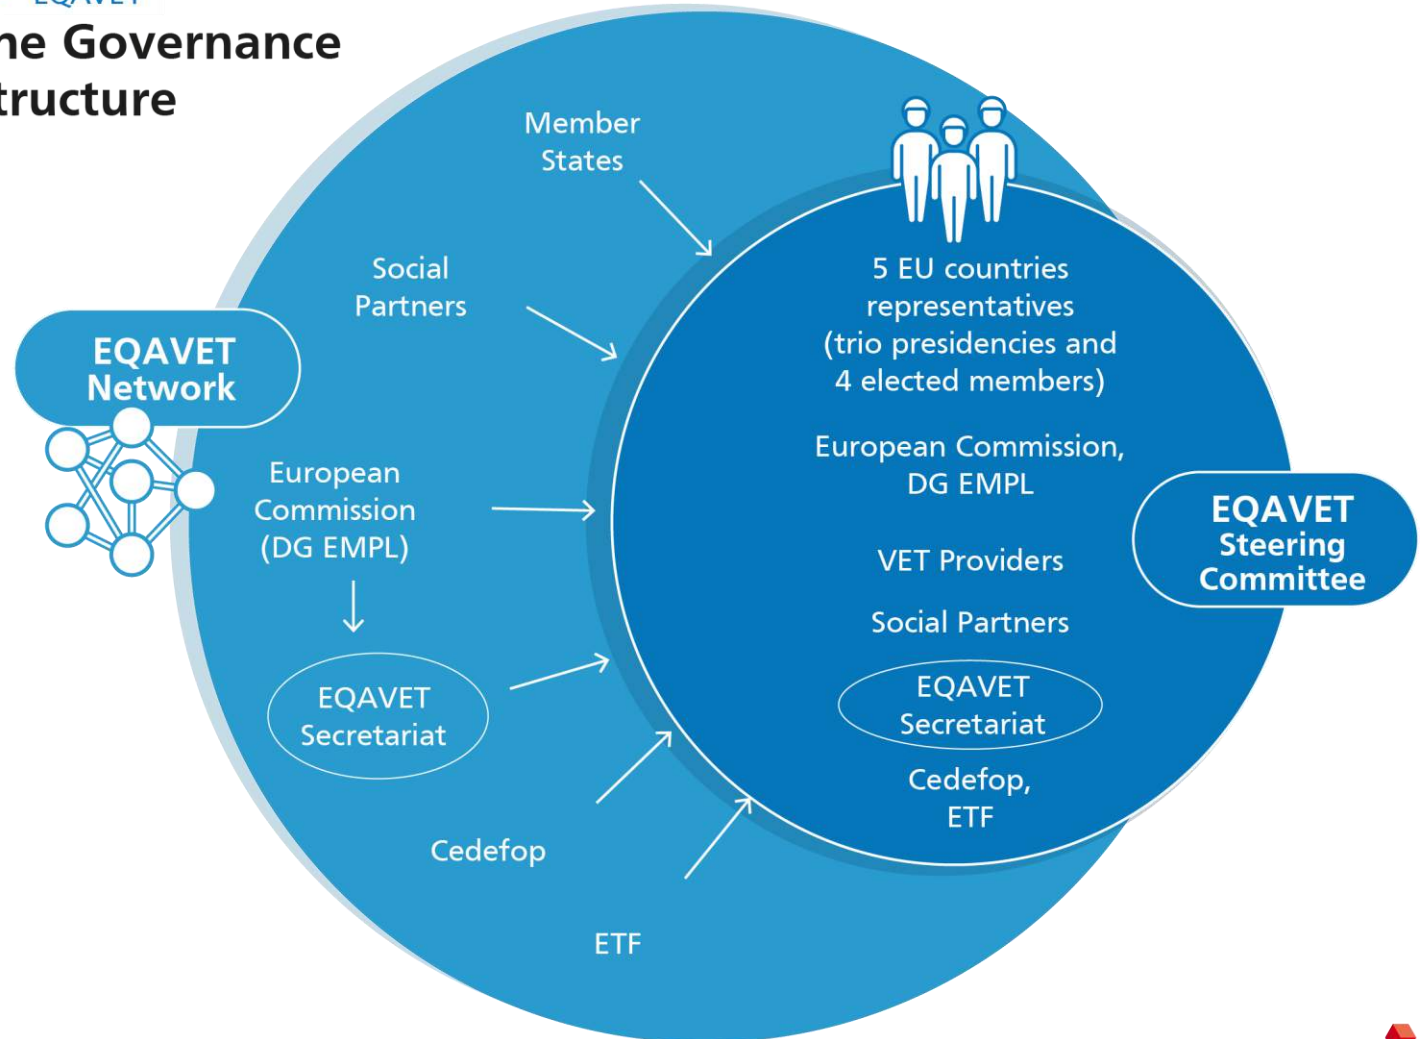 EQAVET
ne Governance
tructure
Member
States
Social
Partners
EQAVET
Network
European
Commission
(DG EMPL)
EQAVET
Secretariat
Cedefop
ETF
5 EU countries
representatives
(trio presidencies and
4 elected members)
European Commission,
DG EMPL
VET Providers
Social Partners
EQAVET
Secretariat
Cedefop,
ETF
EQAVET
Steering
Committee